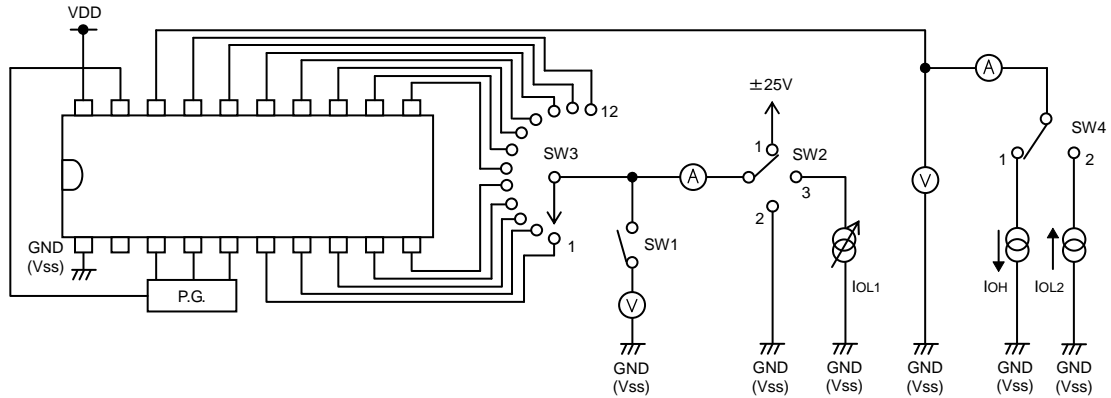 VDD
±25V
A
12
SW3
1
SW2
SW4
A
3
1
2
V
2
GND
(Vss)
1
SW1
P.G.
IOL1
IOH
IOL2
V
GND
(Vss)
GND
(Vss)
GND
(Vss)
GND
(Vss)
GND
(Vss)
GND
(Vss)